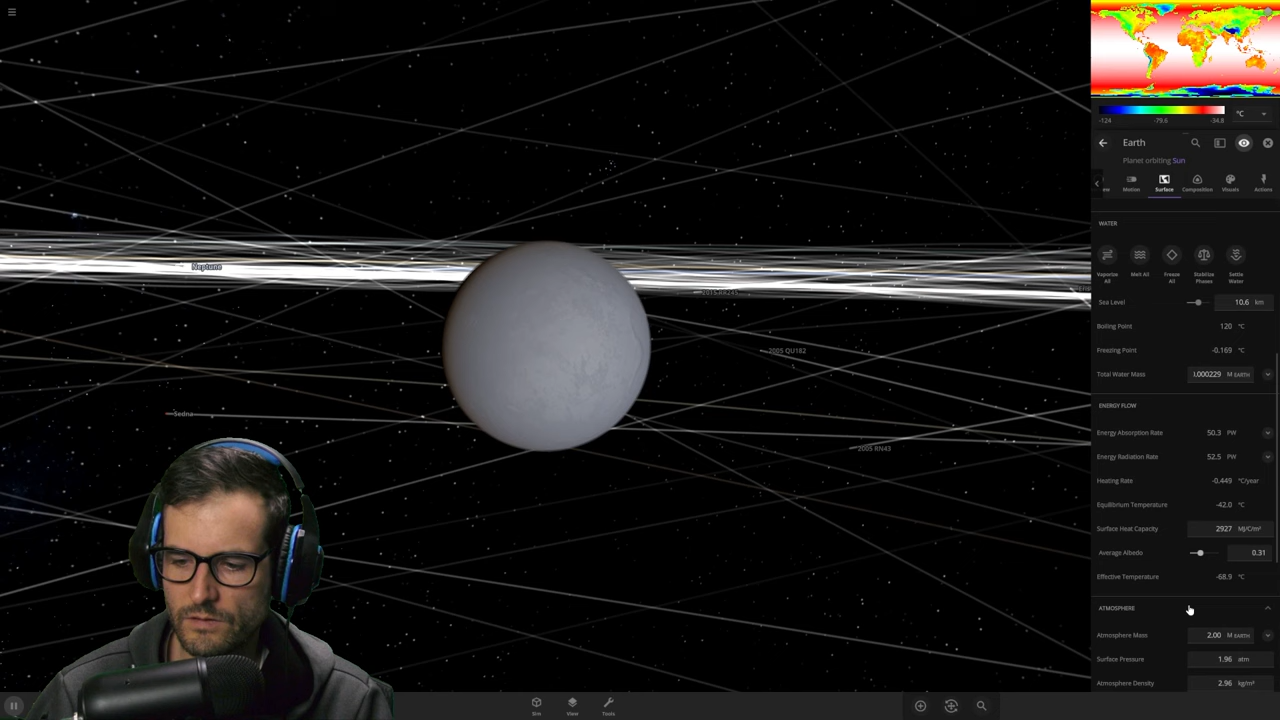 -124 -79.6 -34.8 °C
Earth
Planet orbiting Sun
Motion Surface Composition Visuals Actions
WATER
Vaporize All Melt All Freeze All Stabilize Phases Settle Water
Sea Level 10.6 km
Boiling Point 120 °C
Freezing Point -0.169 °C
Total Water Mass .000229 M EARTH
ENERGY FLOW
Energy Absorption Rate 50.3 PW
Energy Radiation Rate 52.5 PW
Heating Rate -0.449 °C/year
Equilibrium Temperature -42.0 °C
Surface Heat Capacity 2927 MJ/C/m²
Average Albedo 0.31
Effective Temperature -68.9 °C
ATMOSPHERE
Atmosphere Mass 2.00 M EARTH
Surface Pressure 1.96 atm
Atmosphere Density 2.96 kg/m³
Neptune
2015 RR245
2005 QU182
Sedna
2005 RN43
Sim View Tools